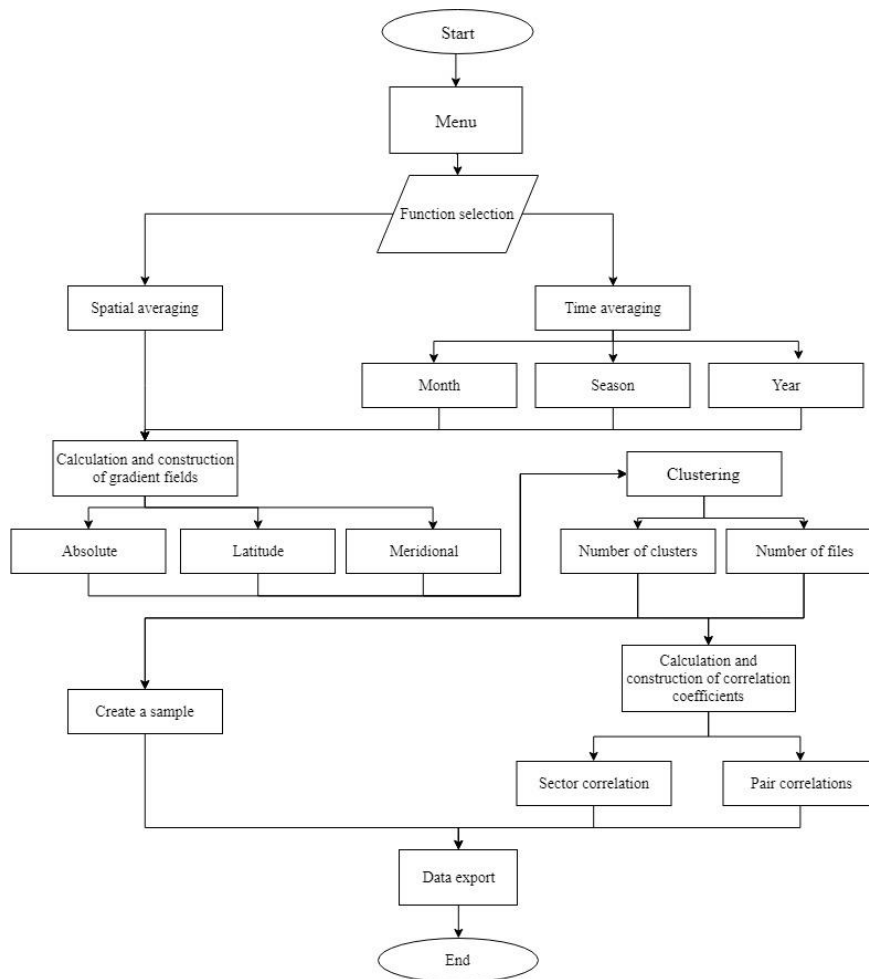 Start
Menu
Function selection
Spatial averaging
Time averaging
Month
Season
Year
Calculation and construction
of gradient fields
Clustering
Absolute
Latitude
Meridional
Number of clusters
Number of files
Calculation and
construction of correlation
coefficients
Create a sample
Sector correlation
Pair correlations
Data export
End